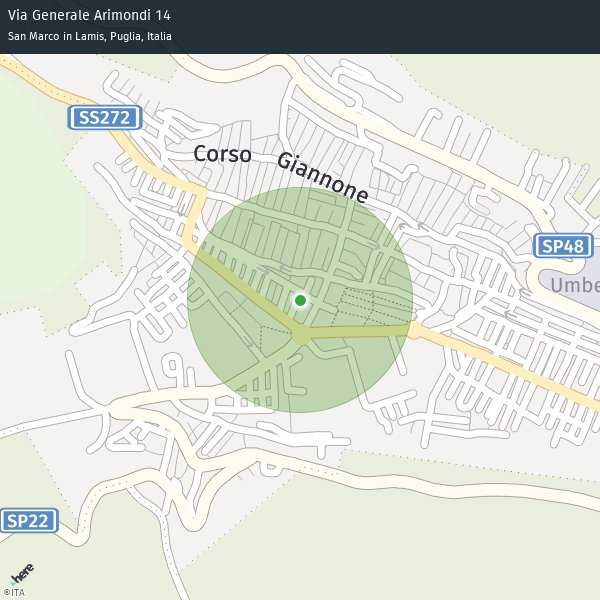 Via Generale Arimondi 14
San Marco in Lamis, Puglia, Italia
SS272
Corso Giannone
SP48
Umbe
SP22
here
©ITA